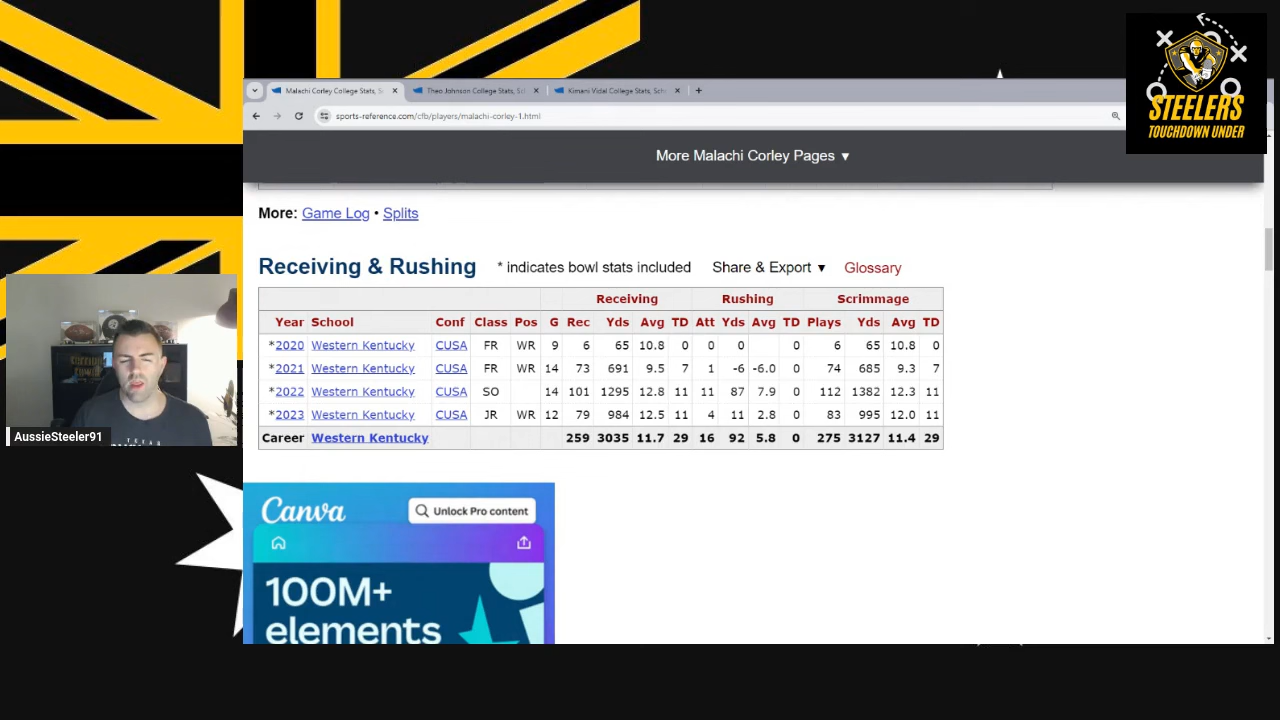 Malachi Corley College Stats, S
Theo Johnson College Stats, Sc
Kimani Vidal College Stats, Sch
sports-reference.com/cfb/players/malachi-corley-1.html
STEELERS
TOUCHDOWN UNDER
More Malachi Corley Pages ▼
More: Game Log • Splits
Receiving & Rushing * indicates bowl stats included Share & Export ▼ Glossary
Receiving Rushing Scrimmage
Year School Conf Class Pos G Rec Yds Avg TD Att Yds Avg TD Plays Yds Avg TD
*2020 Western Kentucky CUSA FR WR 9 6 65 10.8 0 0 0 0 6 65 10.8 0
*2021 Western Kentucky CUSA FR WR 14 73 691 9.5 7 1 -6 -6.0 0 74 685 9.3 7
*2022 Western Kentucky CUSA SO 14 101 1295 12.8 11 11 87 7.9 0 112 1382 12.3 11
*2023 Western Kentucky CUSA JR WR 12 79 984 12.5 11 4 11 2.8 0 83 995 12.0 11
Career Western Kentucky 259 3035 11.7 29 16 92 5.8 0 275 3127 11.4 29
AussieSteeler91
Canva
Unlock Pro content
100M+
elements